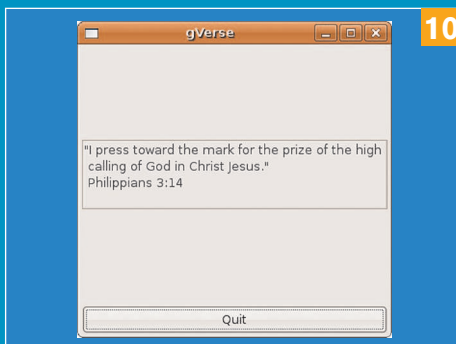 10
gVerse
"I press toward the mark for the prize of the high
calling of God in Christ Jesus."
Philippians 3:14
Quit